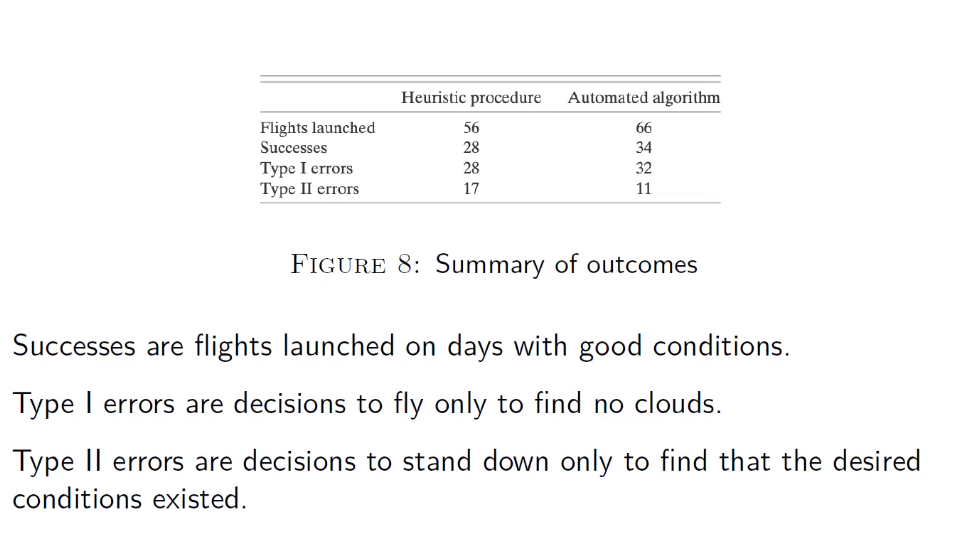 Heuristic procedure Automated algorithm
Flights launched 56 66
Successes 28 34
Type I errors 28 32
Type II errors 17 11
FIGURE 8: Summary of outcomes
Successes are flights launched on days with good conditions.
Type I errors are decisions to fly only to find no clouds.
Type II errors are decisions to stand down only to find that the desired
conditions existed.